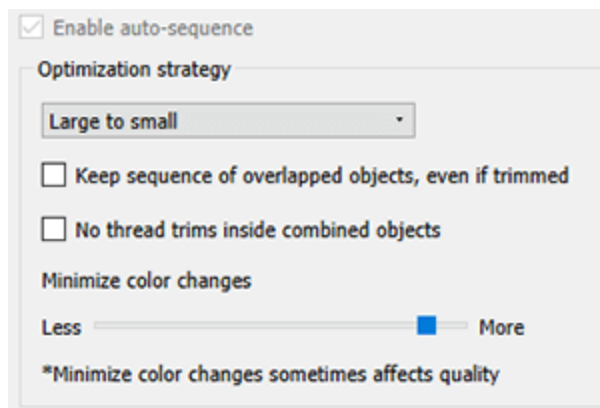 Enable auto-sequence
Optimization strategy
Large to small
Keep sequence of overlapped objects, even if trimmed
No thread trims inside combined objects
Minimize color changes
Less More
*Minimize color changes sometimes affects quality